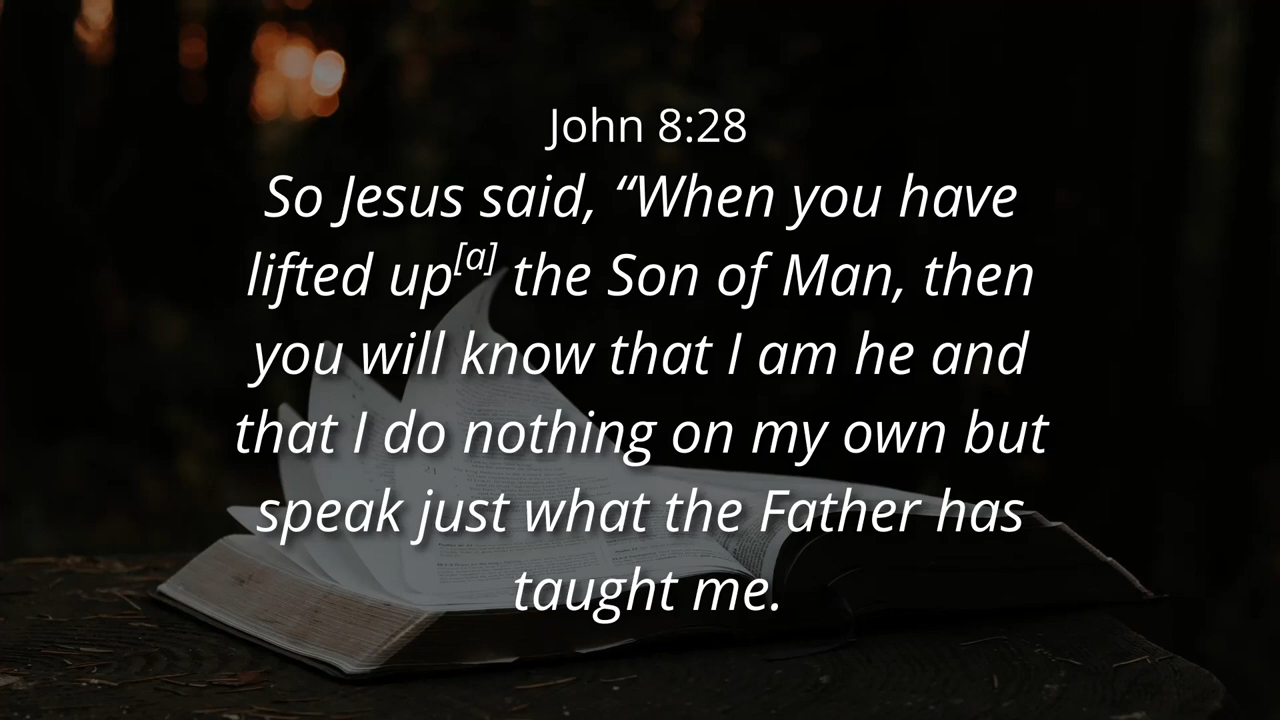 John 8:28
So Jesus said, “When you have
lifted up[a] the Son of Man, then
you will know that I am he and
that I do nothing on my own but
speak just what the Father has
taught me.